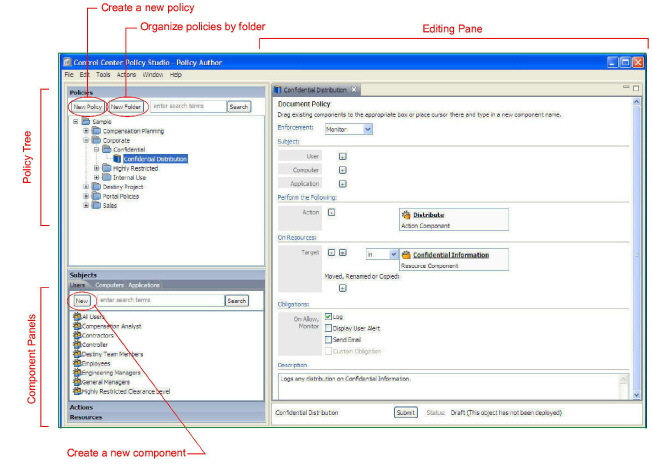 Create a new policy
Organize policies by folder
Editing Pane
Control Center Policy Studio - Policy Author
File Edit Tools Actions Window Help
Policies
New Policy New Folder enter search terms Search
Sample
Compensation Planning
Corporate
Confidential
Confidential Distribution
Highly Restricted
Internal Use
Destiny Project
Portal Policies
Sales
Policy Tree
Subjects
Users Computers Applications
New enter search terms Search
All Users
Compensation Analyst
Contractors
Controller
Destiny Team Members
Employees
Engineering Managers
General Managers
Highly Restricted Clearance Level
Actions
Resources
Component Panels
Create a new component
Confidential Distribution
Document Policy
Drag existing components to the appropriate box or place cursor there and type in a new component name.
Enforcement: Monitor
Subject:
User
Computer
Application
Perform the Following:
Action
Distribute
Action Component
On Resources:
Target in Confidential Information
Resource Component
Moved, Renamed or Copied:
Obligations:
On Allow, Monitor
Log
Display User Alert
Send Email
Custom Obligation
Description
Logs any distribution on Confidential Information.
Confidential Distribution Submit Status: Draft (This object has not been deployed)